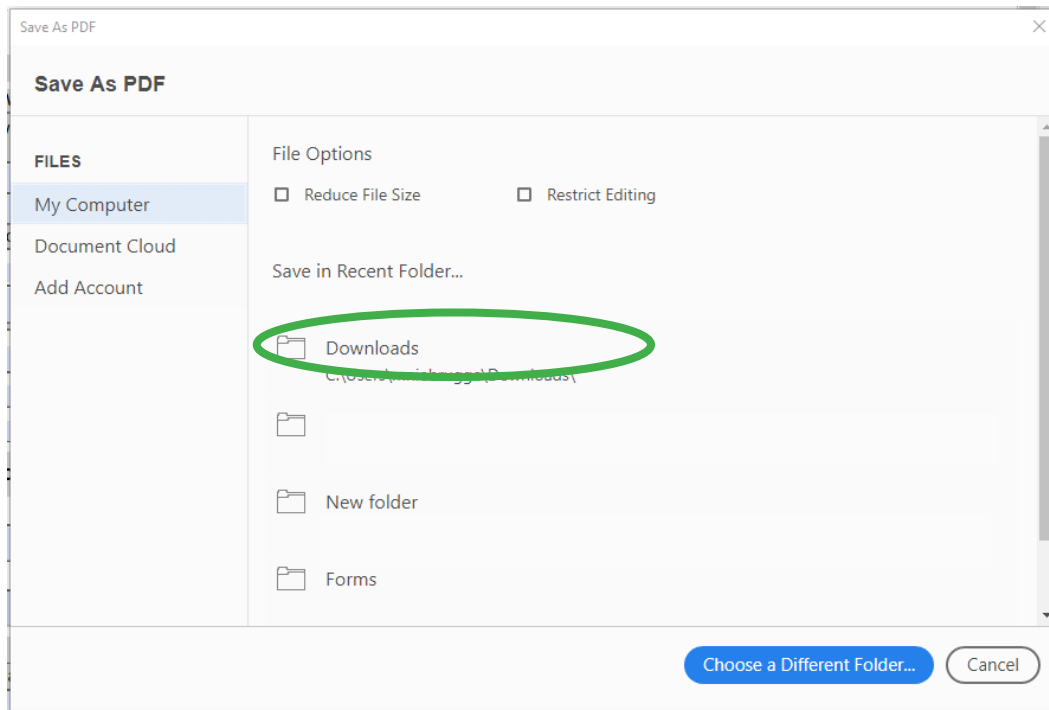 Save As PDF
Save As PDF
FILES
My Computer
Document Cloud
Add Account
File Options
Reduce File Size
Restrict Editing
Save in Recent Folder...
Downloads
New folder
Forms
Choose a Different Folder...
Cancel